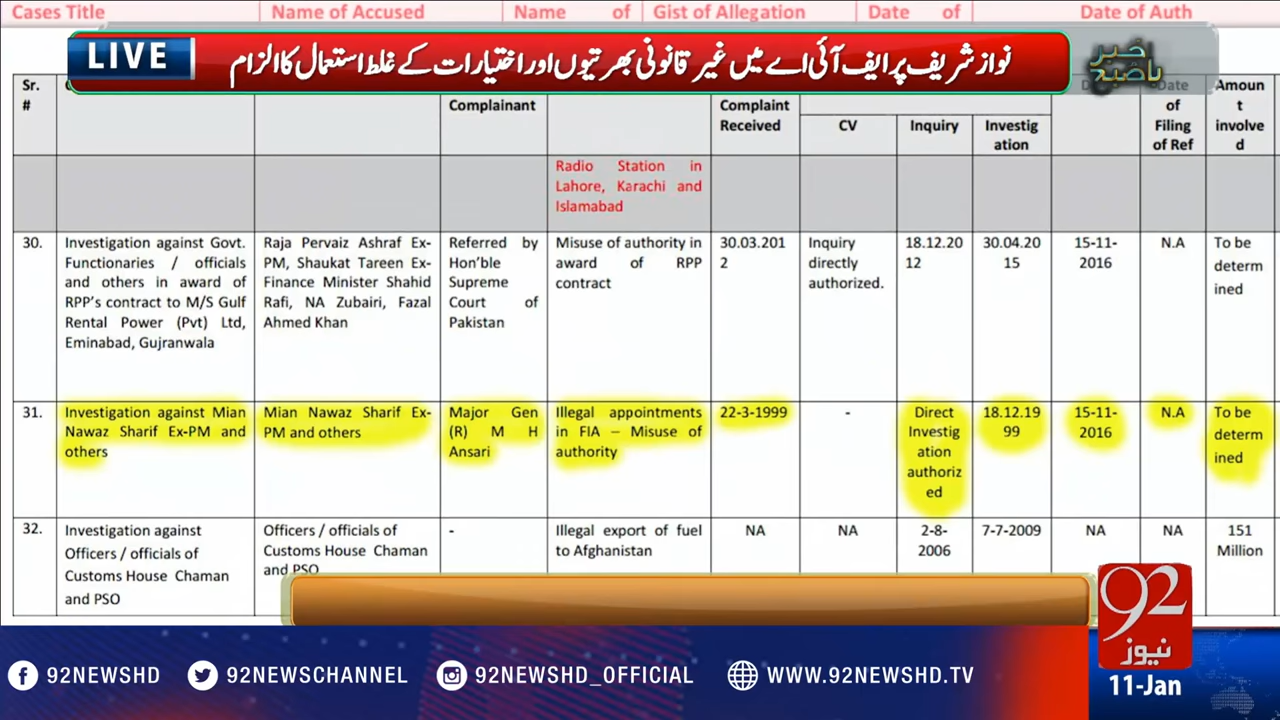 Cases Title Name of Accused Name of Gist of Allegation Date of Date of Auth
LIVE نواز شریف پر ایف آئی اے میں غیر قانونی بھرتیوں اور اختیارات کے غلط استعمال کا الزام
Sr.
#
Complainant
Complaint
Received
CV
Inquiry
Investig
ation
Date
of
Filing
of Ref
Amoun
t
involve
d
Radio Station in
Lahore, Karachi and
Islamabad
30.
Investigation against Govt.
Functionaries / officials
and others in award of
RPP's contract to M/S Gulf
Rental Power (Pvt) Ltd,
Eminabad, Gujranwala
Raja Pervaiz Ashraf Ex-
PM, Shaukat Tareen Ex-
Finance Minister Shahid
Rafi, NA Zubairi, Fazal
Ahmed Khan
Referred by
Hon'ble
Supreme
Court of
Pakistan
Misuse of authority in
award of RPP
contract
30.03.201
2
Inquiry
directly
authorized.
18.12.20
12
30.04.20
15
15-11-
2016
N.A
To be
determ
ined
31.
Investigation against Mian
Nawaz Sharif Ex-PM and
others
Mian Nawaz Sharif Ex-
PM and others
Major Gen
(R) M H
Ansari
Illegal appointments
in FIA – Misuse of
authority
22-3-1999
-
Direct
Investig
ation
authoriz
ed
18.12.19
99
15-11-
2016
N.A
To be
determ
ined
32.
Investigation against
Officers / officials of
Customs House Chaman
and PSO
Officers / officials of
Customs House Chaman
and PSO
-
Illegal export of fuel
to Afghanistan
NA
NA
2-8-
2006
7-7-2009
NA
NA
151
Million
92
نیوز
92NEWSHD 92NEWSCHANNEL 92NEWSHD_OFFICIAL WWW.92NEWSHD.TV
11-Jan